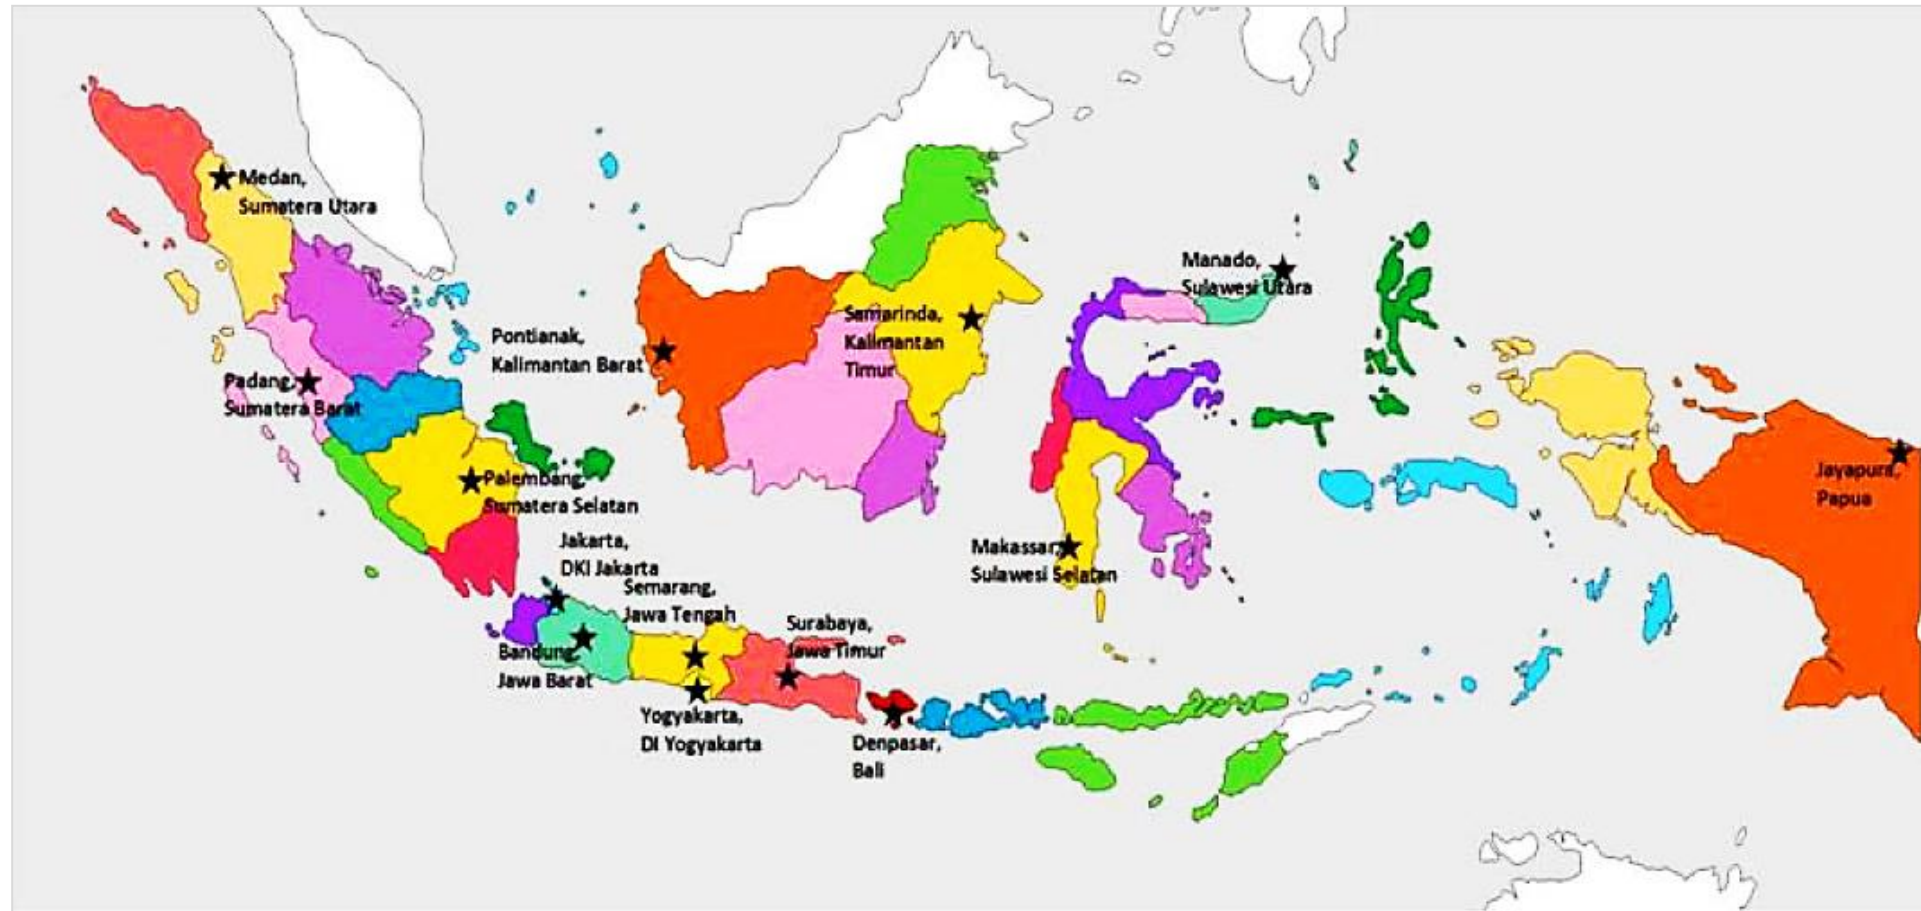 Medan,
Sumatera Utara
Padang,
Sumatera Barat
Palembang,
Sumatera Selatan
Pontianak,
Kalimantan Barat
Samarinda,
Kalimantan
Timur
Manado,
Sulawesi Utara
Makassar,
Sulawesi Selatan
Jayapura,
Papua
Jakarta,
DKI Jakarta
Semarang,
Jawa Tengah
Surabaya,
Jawa Timur
Bandung,
Jawa Barat
Yogyakarta,
DI Yogyakarta
Denpasar,
Bali